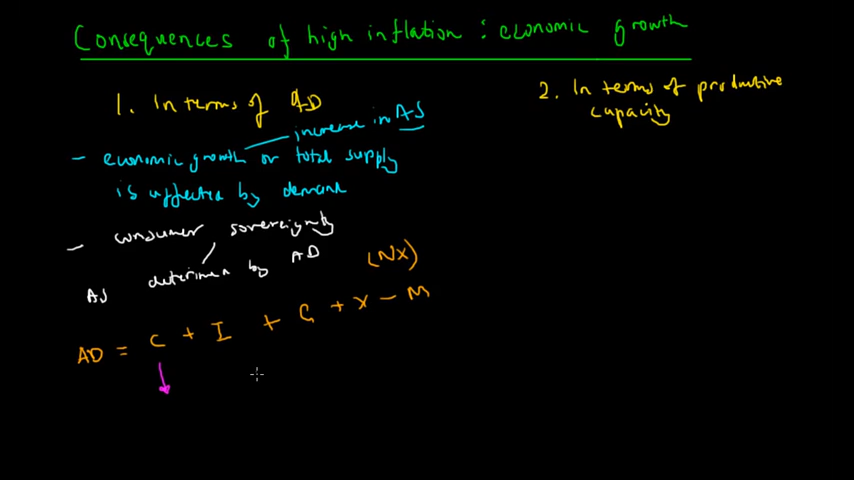 Consequences of high inflation : economic growth
1. In terms of AD
increase in AS
- economic growth or total supply
is affected by demand
- consumer sovereignty
AS determined by AD
(NX)
AD = C + I + G + X - M
2. In terms of productive
capacity